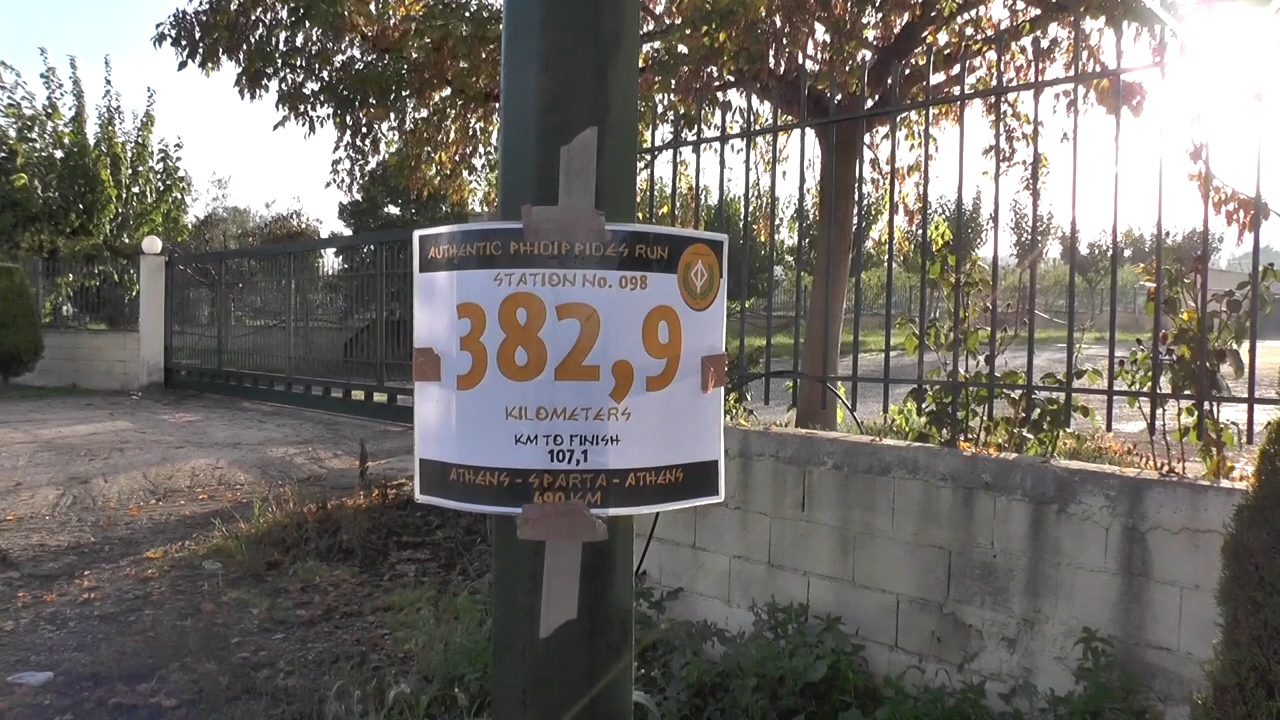 AUTHENTIC PHIDIPPIDES RUN
STATION No. 098
382,9
KILOMETERS
KM TO FINISH
107,1
ATHENS - SPARTA - ATHENS
490 KM